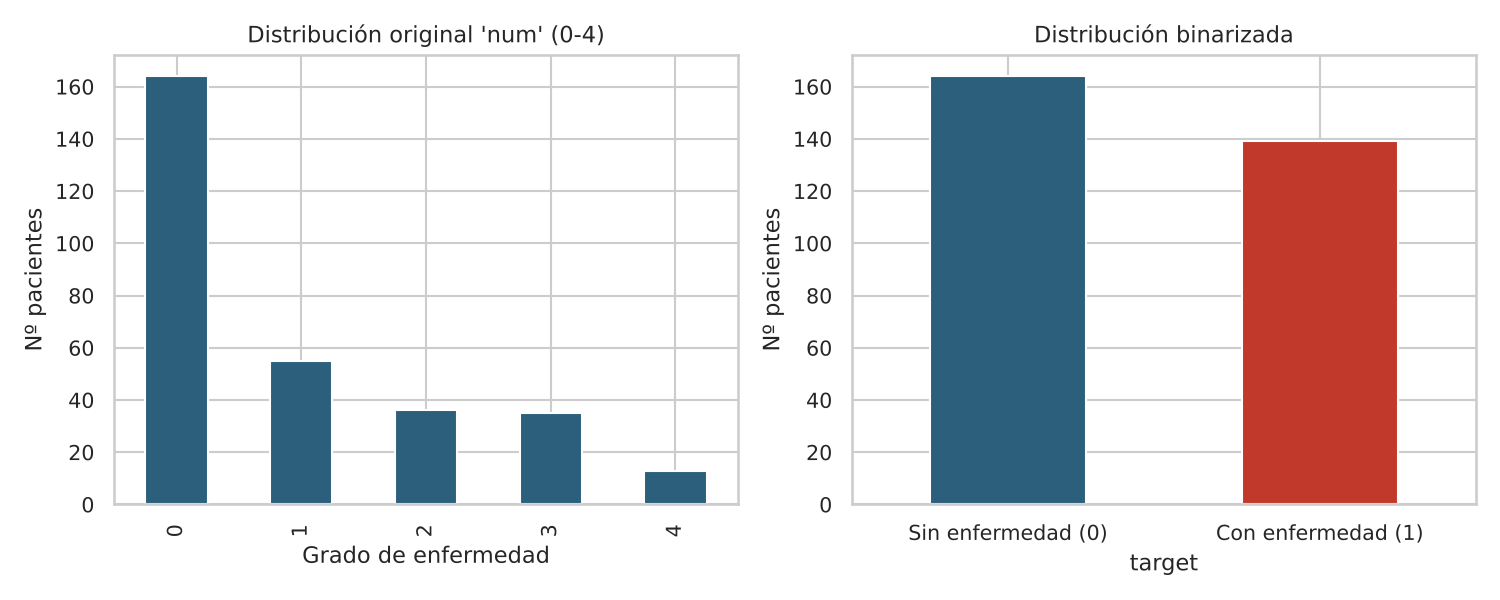 Distribución original 'num' (0-4)
160
140
120
100
80
60
40
20
0
Nº pacientes
0 1 2 3 4
Grado de enfermedad
Distribución binarizada
160
140
120
100
80
60
40
20
0
Nº pacientes
Sin enfermedad (0) Con enfermedad (1)
target